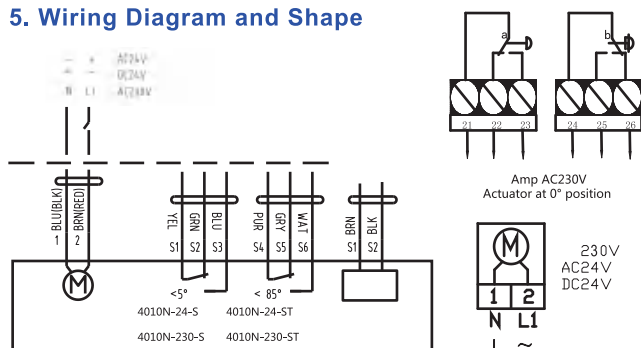 5. Wiring Diagram and Shape
- + AC24V
DC24V
N L1 AC230V
BLU(BLK)
BRN(RED)
1
2
YEL
GRN
BLU
S1
S2
S3
PUR
GRY
WAT
S4
S5
S6
BRN
BLK
S1
S2
M
<5°
< 85°
4010N-24-S 4010N-24-ST
4010N-230-S 4010N-230-ST
a
b
21 22 23
24 25 26
Amp AC230V
Actuator at 0° position
M
1 2
N L1
230V
AC24V
DC24V
~